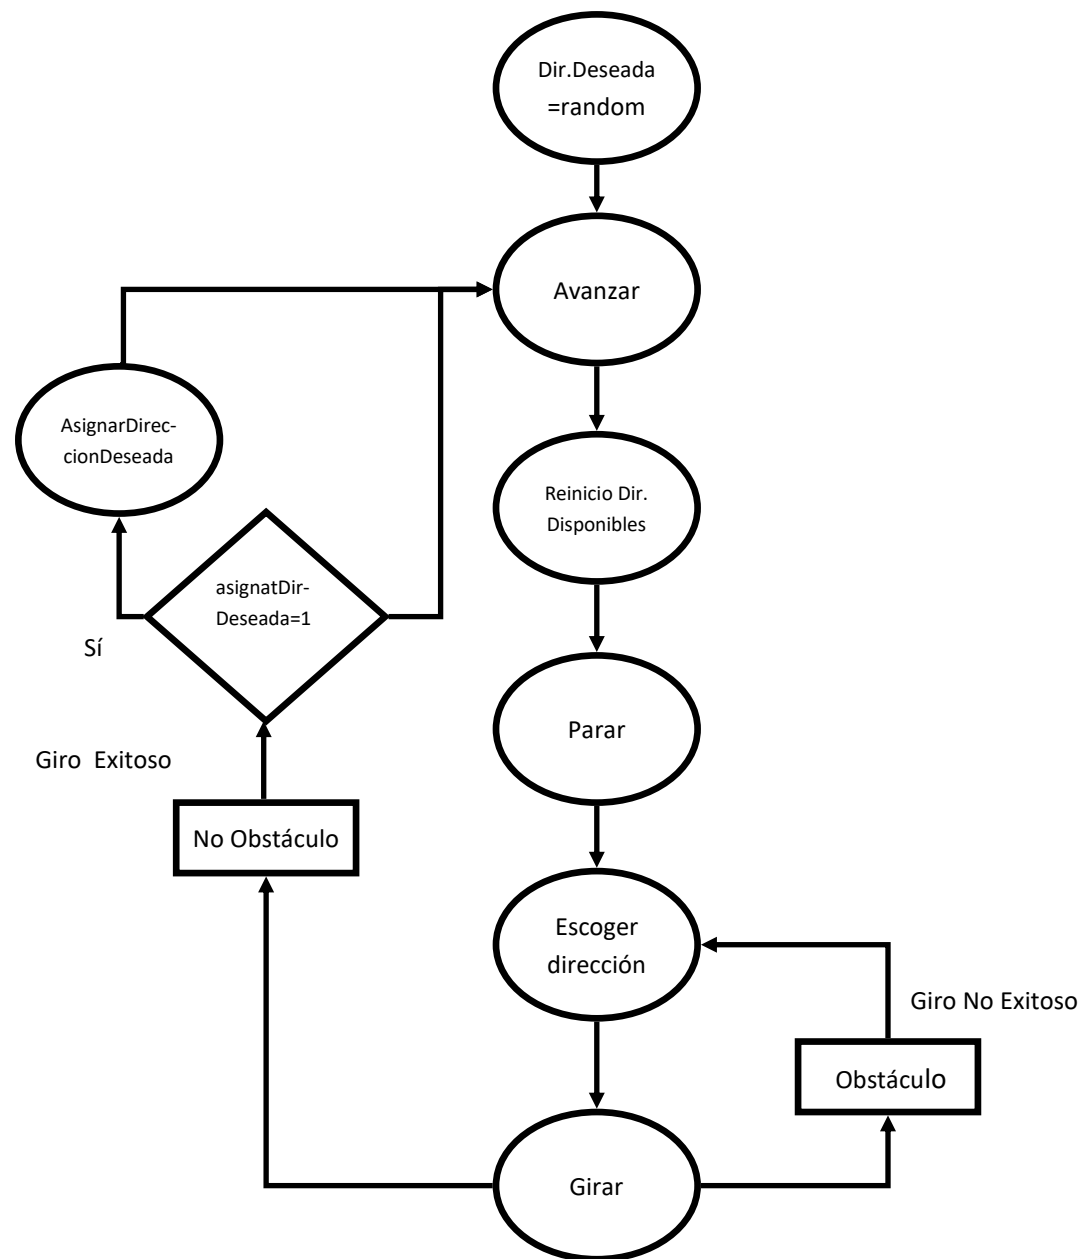 Dir.Deseada
=random
Avanzar
AsignarDirec-
cionDeseada
Reinicio Dir.
Disponibles
asignatDir-
Deseada=1
Sí
Giro Exitoso
Parar
No Obstáculo
Escoger
dirección
Giro No Exitoso
Obstáculo
Girar